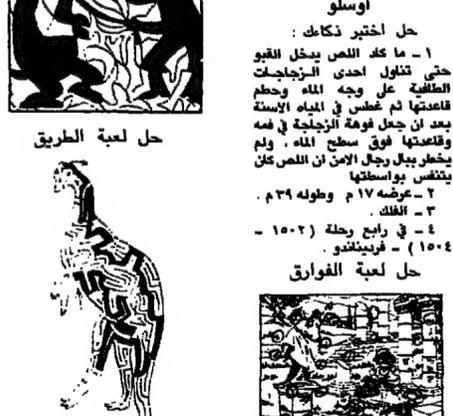 أوسلو
حل اختبر ذكاءك :
١ - ما كاد اللص يدخل القبو
حتى تناول احدى الـزجاجـات
الطافية على وجه الماء وحطم
قاعدتها ثم غطس في المياه الآسنة
بعد ان جعل فوهة الزجاجة في فمه
وقاعدتها فوق سطح الماء ، ولم
يخطر ببال رجال الامن ان اللص كان
يتنفس بواسطتها
٢ - عرضه ١٧ م وطوله ٣٩ م .
٣ - الفلك .
٤ - في رابع رحلة ( ١٥٠٢ -
١٥٠٤ ) - فرديناندو .
حل لعبة الفوارق
حل لعبة الطريق